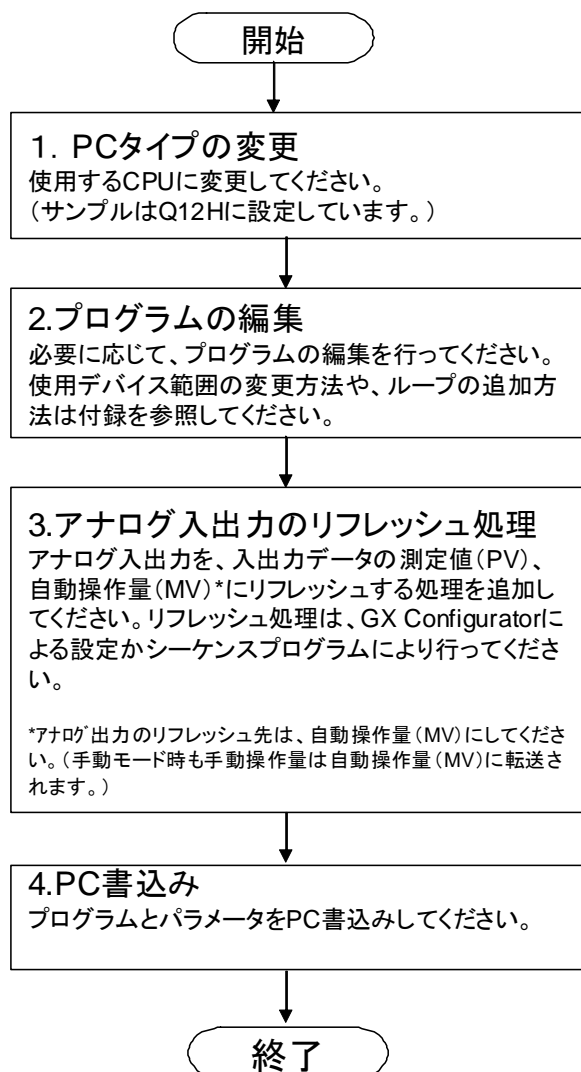 開始
1. PCタイプの変更
使用するCPUに変更してください。
(サンプルはQ12Hに設定しています。)
2.プログラムの編集
必要に応じて、プログラムの編集を行ってください。
使用デバイス範囲の変更方法や、ループの追加方
法は付録を参照してください。
3.アナログ入出力のリフレッシュ処理
アナログ入出力を、入出力データの測定値(PV)、
自動操作量(MV)*にリフレッシュする処理を追加し
てください。リフレッシュ処理は、GX Configuratorに
よる設定かシーケンスプログラムにより行ってくださ
い。
*アナログ出力のリフレッシュ先は、自動操作量(MV)にしてくださ
い。(手動モード時も手動操作量は自動操作量(MV)に転送さ
れます。)
4.PC書込み
プログラムとパラメータをPC書込みしてください。
終了